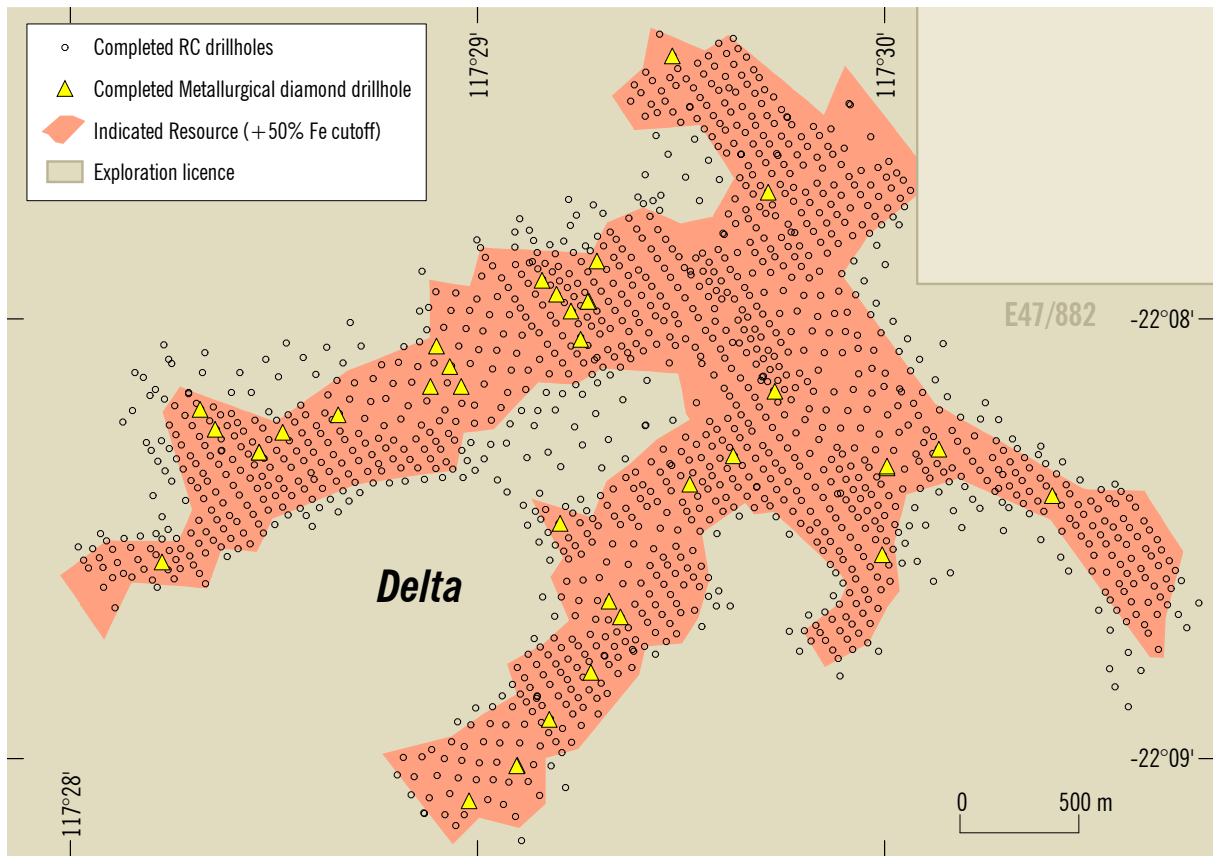 Completed RC drillholes
Completed Metallurgical diamond drillhole
Indicated Resource (+50% Fe cutoff)
Exploration licence
117°29'
117°30'
E47/882
-22°08'
Delta
117°28'
-22°09'
0 500 m